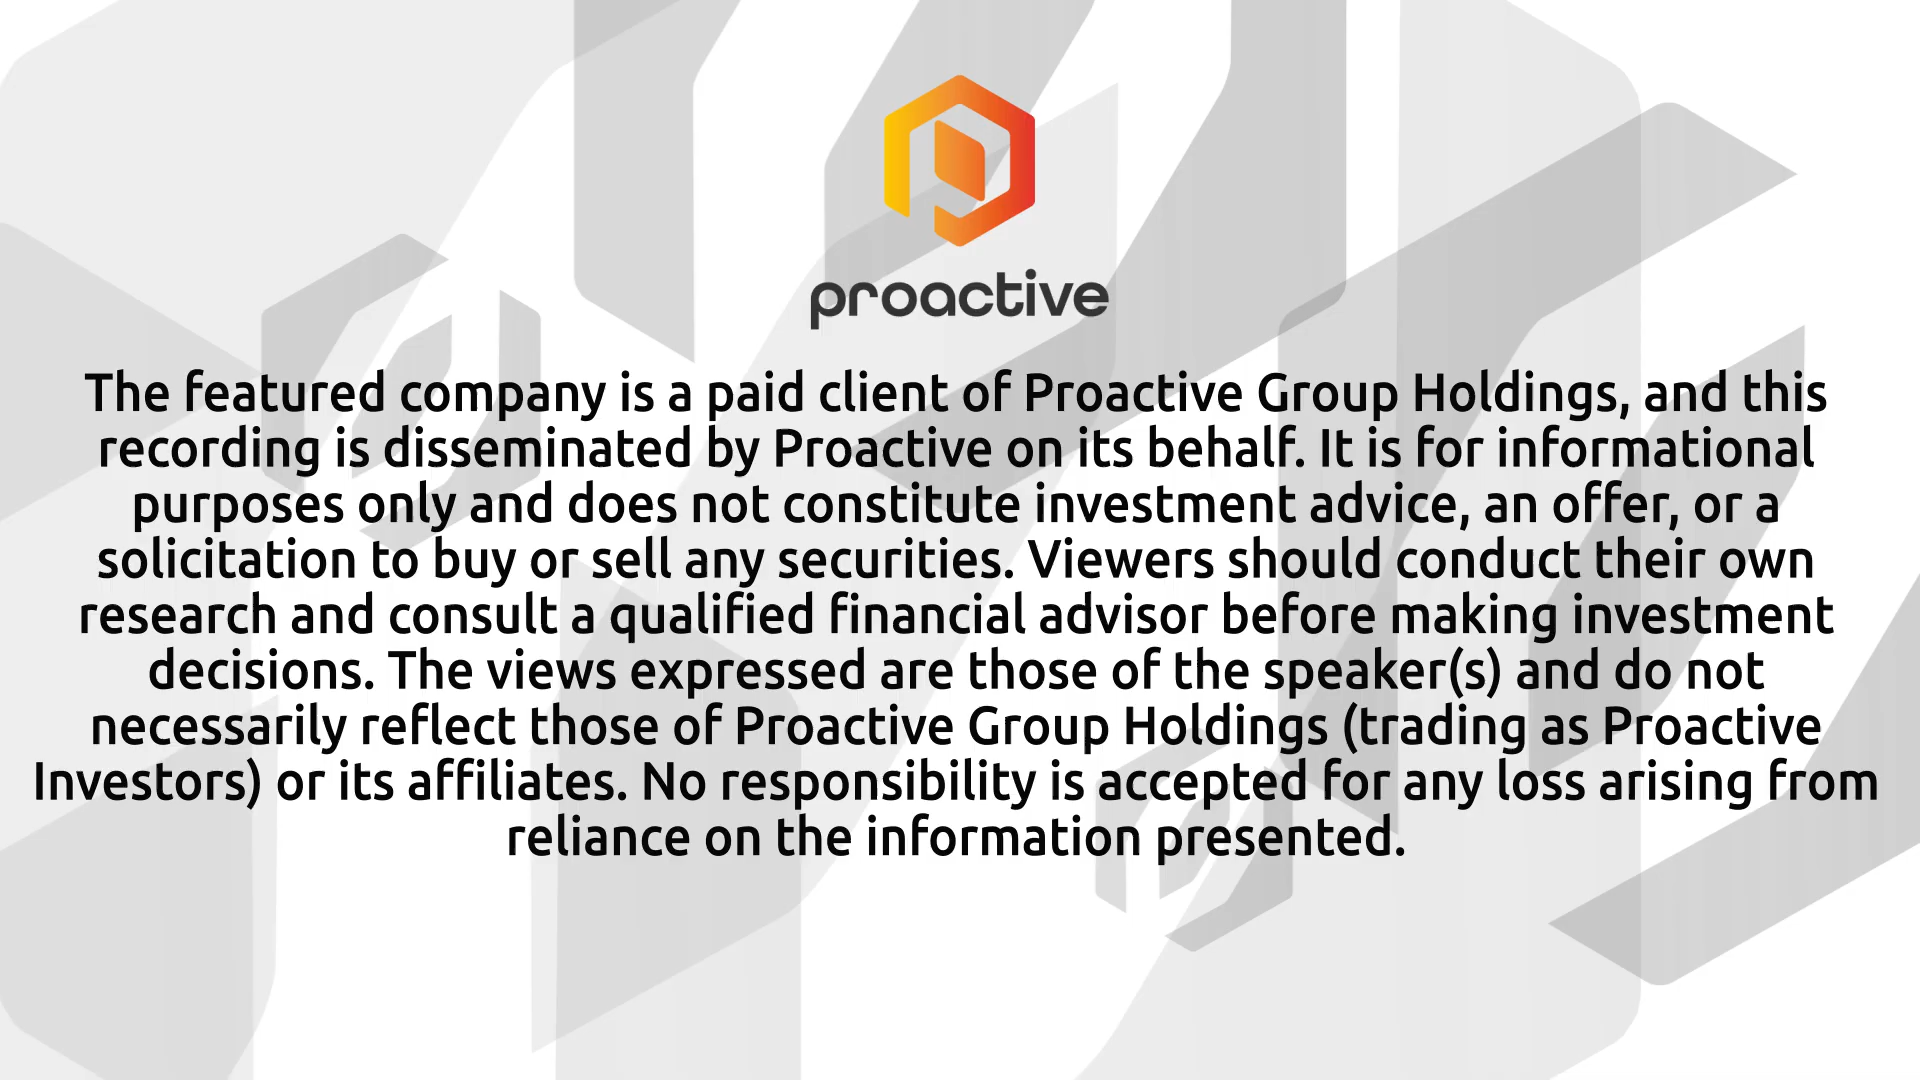 proactive
The featured company is a paid client of Proactive Group Holdings, and this
recording is disseminated by Proactive on its behalf. It is for informational
purposes only and does not constitute investment advice, an offer, or a
solicitation to buy or sell any securities. Viewers should conduct their own
research and consult a qualified financial advisor before making investment
decisions. The views expressed are those of the speaker(s) and do not
necessarily reflect those of Proactive Group Holdings (trading as Proactive
Investors) or its affiliates. No responsibility is accepted for any loss arising from
reliance on the information presented.